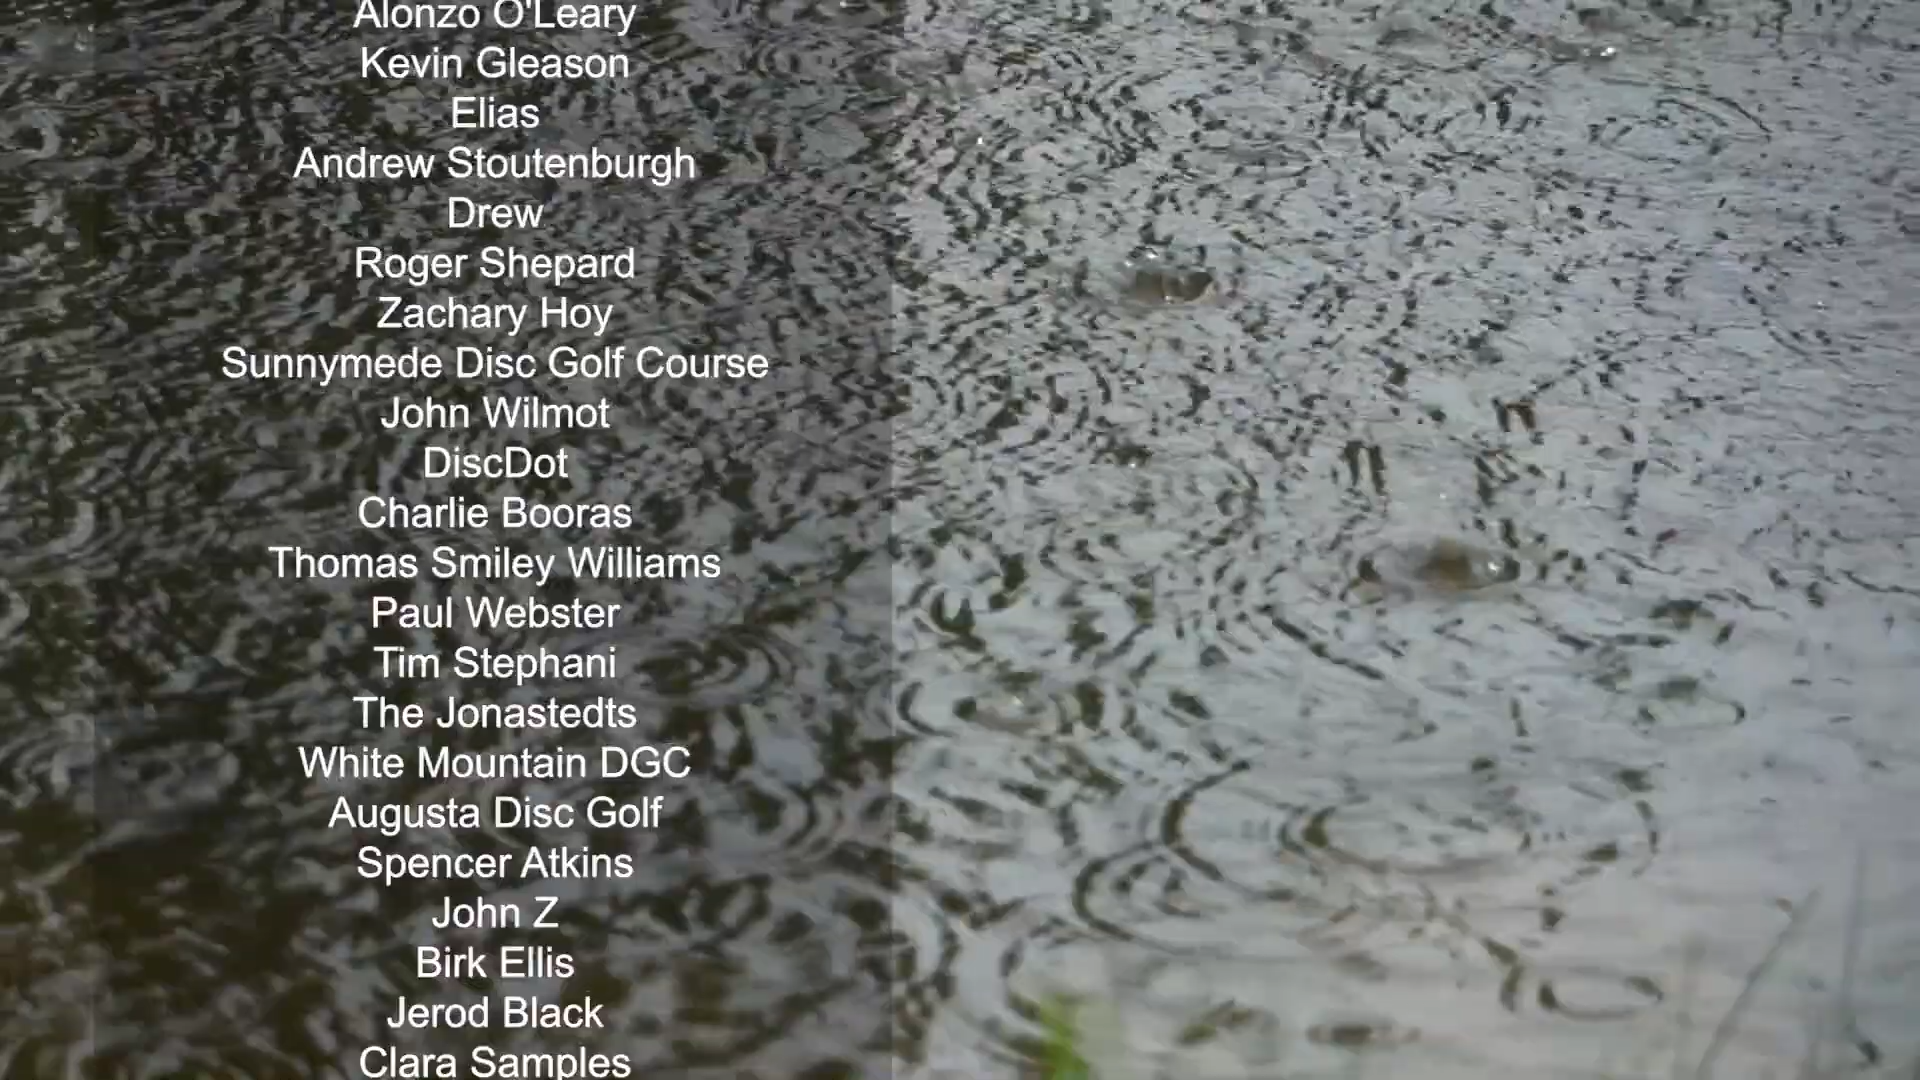 Alonzo O'Leary
Kevin Gleason
Elias
Andrew Stoutenburgh
Drew
Roger Shepard
Zachary Hoy
Sunnymede Disc Golf Course
John Wilmot
DiscDot
Charlie Booras
Thomas Smiley Williams
Paul Webster
Tim Stephani
The Jonastedts
White Mountain DGC
Augusta Disc Golf
Spencer Atkins
John Z
Birk Ellis
Jerod Black
Clara Samples